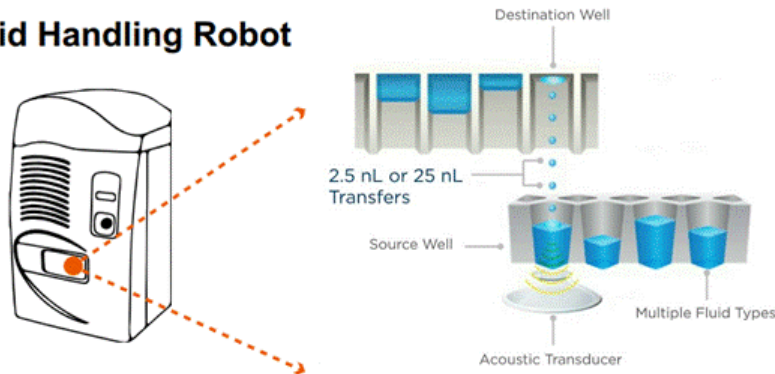 id Handling Robot
Destination Well
2.5 nL or 25 nL
Transfers
Source Well
Multiple Fluid Types
Acoustic Transducer